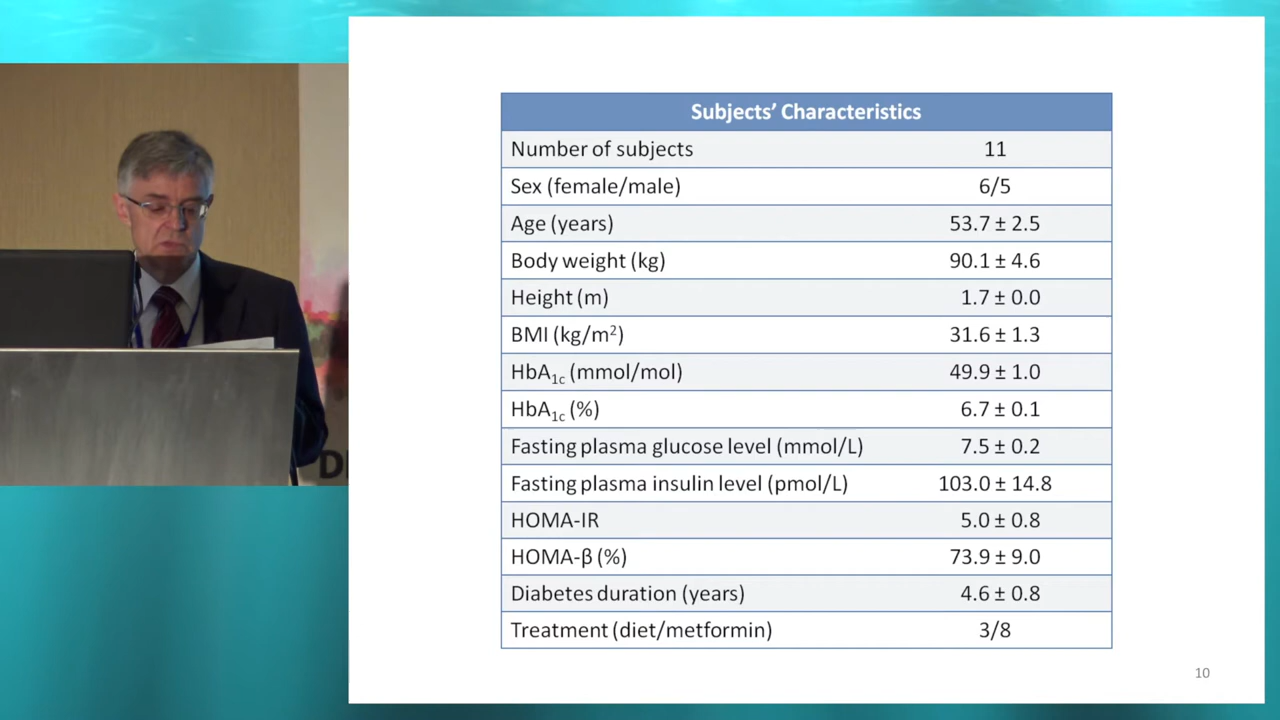 Subjects’ Characteristics
Number of subjects 11
Sex (female/male) 6/5
Age (years) 53.7 ± 2.5
Body weight (kg) 90.1 ± 4.6
Height (m) 1.7 ± 0.0
BMI (kg/m²) 31.6 ± 1.3
HbA₁c (mmol/mol) 49.9 ± 1.0
HbA₁c (%) 6.7 ± 0.1
Fasting plasma glucose level (mmol/L) 7.5 ± 0.2
Fasting plasma insulin level (pmol/L) 103.0 ± 14.8
HOMA-IR 5.0 ± 0.8
HOMA-β (%) 73.9 ± 9.0
Diabetes duration (years) 4.6 ± 0.8
Treatment (diet/metformin) 3/8
10